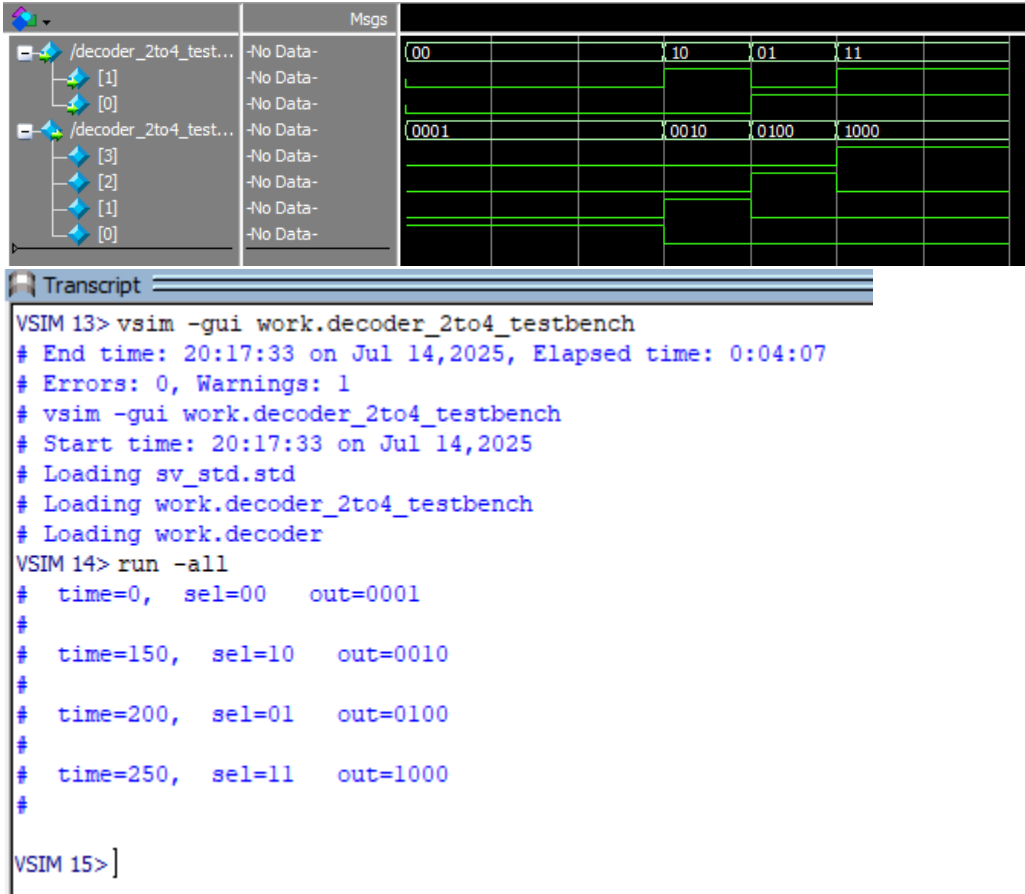 Msgs
/decoder_2to4_test... -No Data- 00 10 01 11
[1] -No Data-
[0] -No Data-
/decoder_2to4_test... -No Data- 0001 0010 0100 1000
[3] -No Data-
[2] -No Data-
[1] -No Data-
[0] -No Data-
Transcript
VSIM 13> vsim -gui work.decoder_2to4_testbench
# End time: 20:17:33 on Jul 14,2025, Elapsed time: 0:04:07
# Errors: 0, Warnings: 1
# vsim -gui work.decoder_2to4_testbench
# Start time: 20:17:33 on Jul 14,2025
# Loading sv_std.std
# Loading work.decoder_2to4_testbench
# Loading work.decoder
VSIM 14> run -all
#  time=0,  sel=00   out=0001
#
#  time=150,  sel=10   out=0010
#
#  time=200,  sel=01   out=0100
#
#  time=250,  sel=11   out=1000
#
VSIM 15>